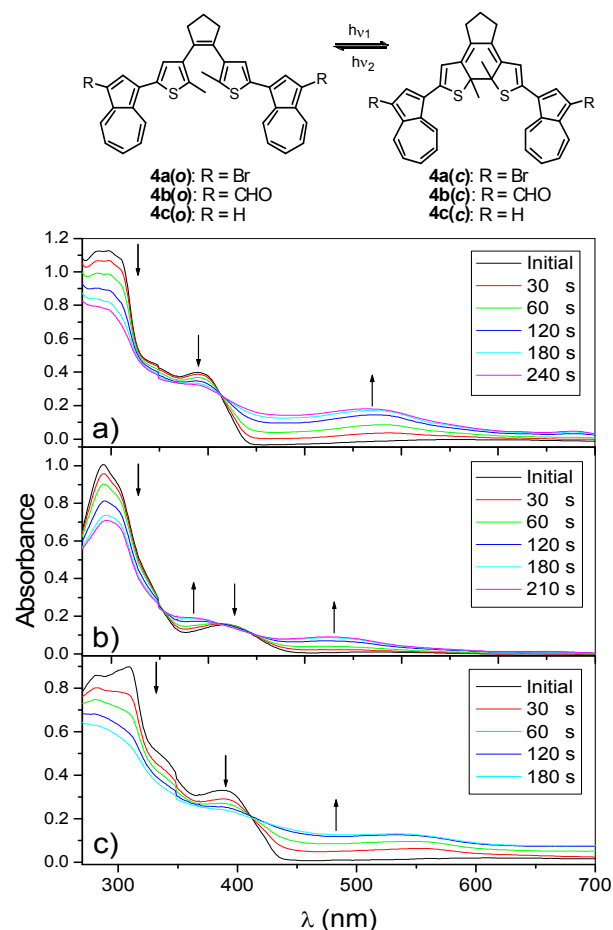 hν1
hν2
R
S
S
R
R
S
S
R
4a(o): R = Br
4b(o): R = CHO
4c(o): R = H
4a(c): R = Br
4b(c): R = CHO
4c(c): R = H
1.2
1.0
0.8
0.6
0.4
0.2
0.0
a)
Initial
30 s
60 s
120 s
180 s
240 s
1.0
0.8
0.6
0.4
0.2
0.0
b)
Initial
30 s
60 s
120 s
180 s
210 s
0.8
0.6
0.4
0.2
0.0
c)
Initial
30 s
60 s
120 s
180 s
Absorbance
300 400 500 600 700
λ (nm)